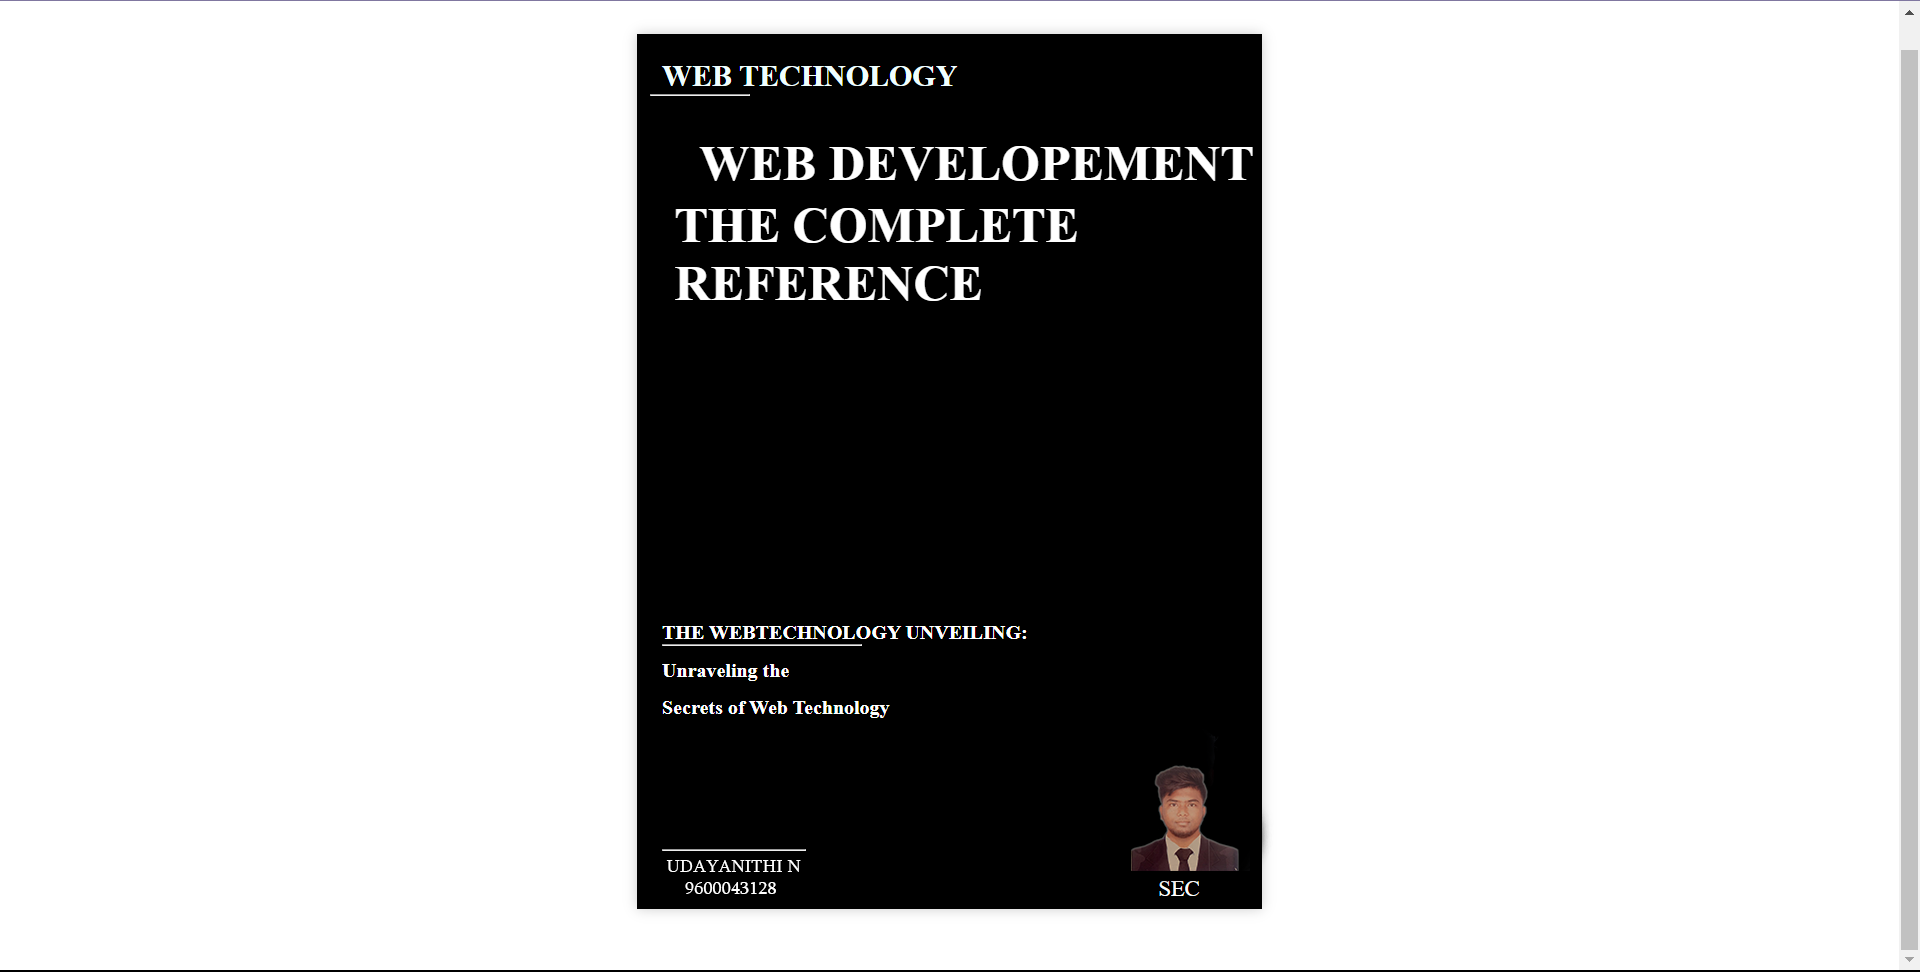 WEB TECHNOLOGY
WEB DEVELOPEMENT
THE COMPLETE
REFERENCE
THE WEBTECHNOLOGY UNVEILING:
Unraveling the
Secrets of Web Technology
UDAYANITHI N
9600043128
SEC